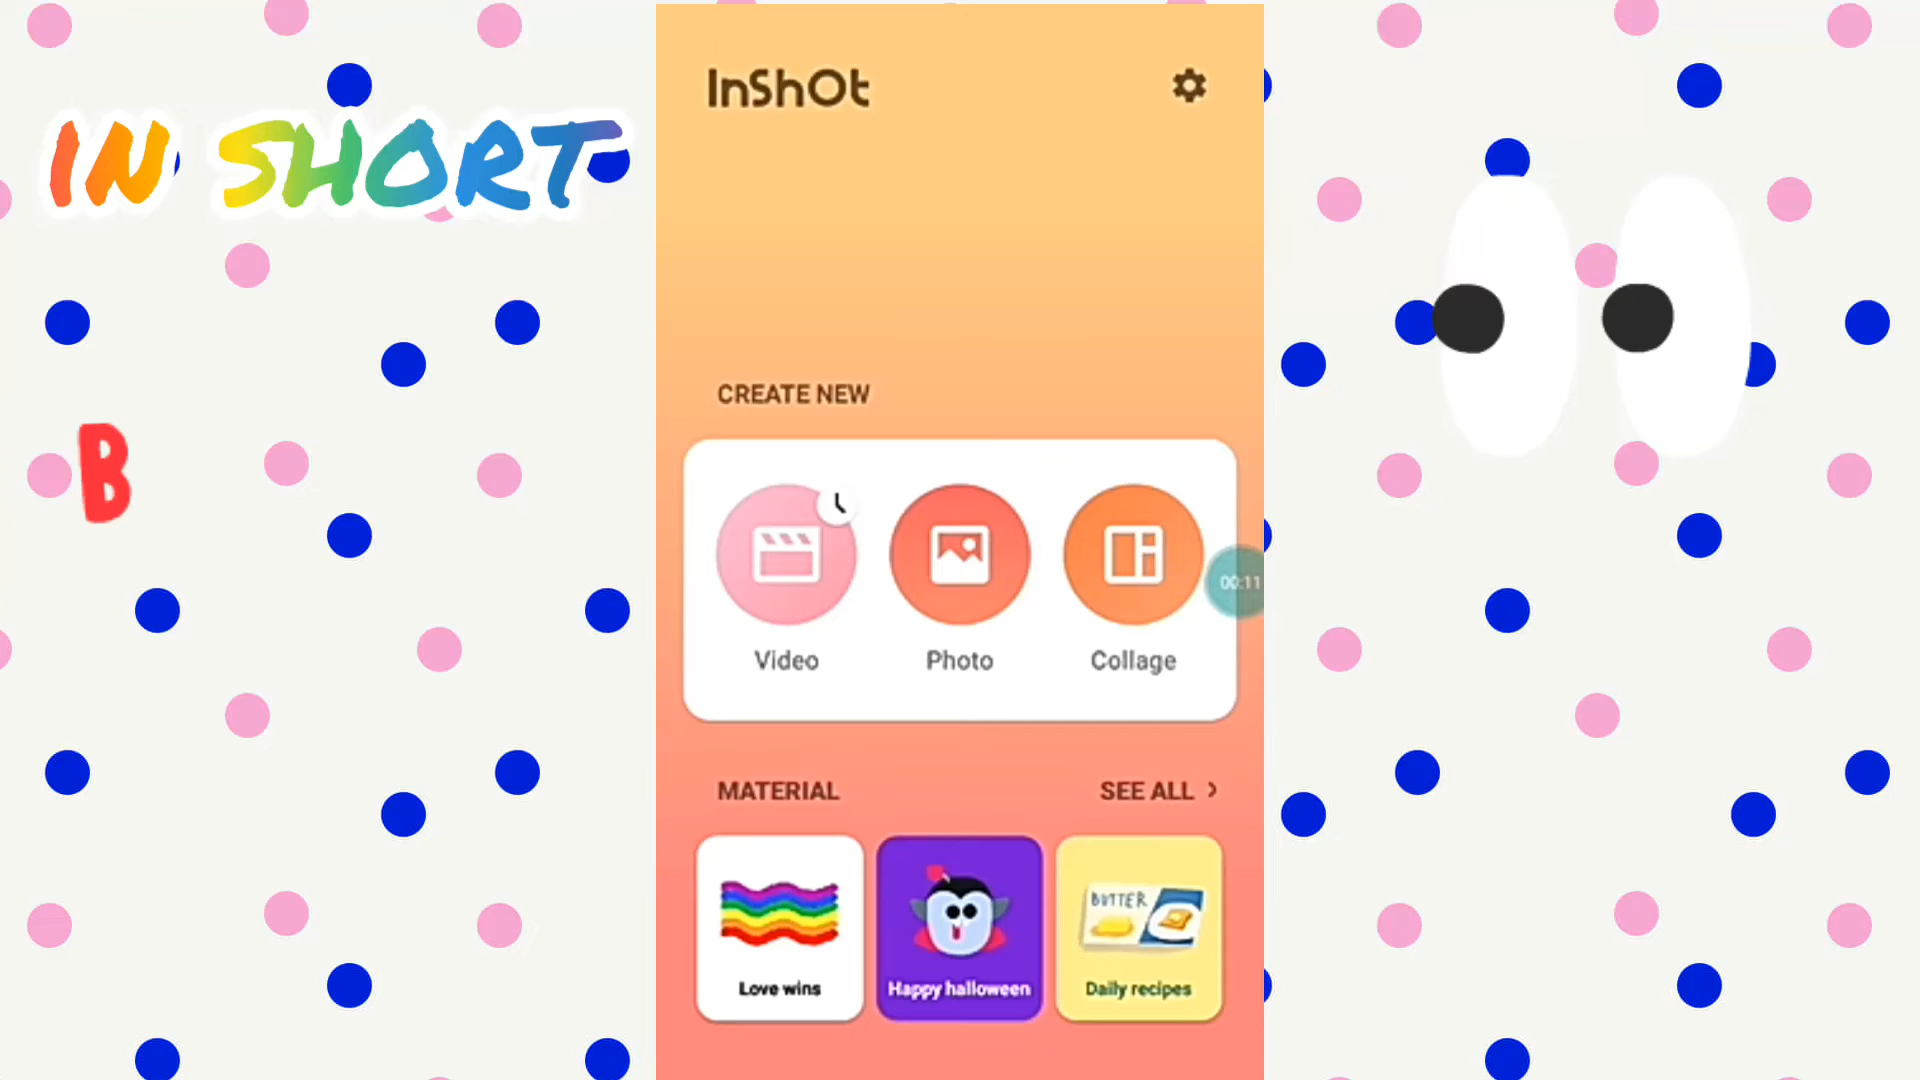 IN SHORT
B
InShOt
CREATE NEW
Video
Photo
Collage
00:11
MATERIAL
SEE ALL >
BUTTER
Love wins
Happy halloween
Daily recipes